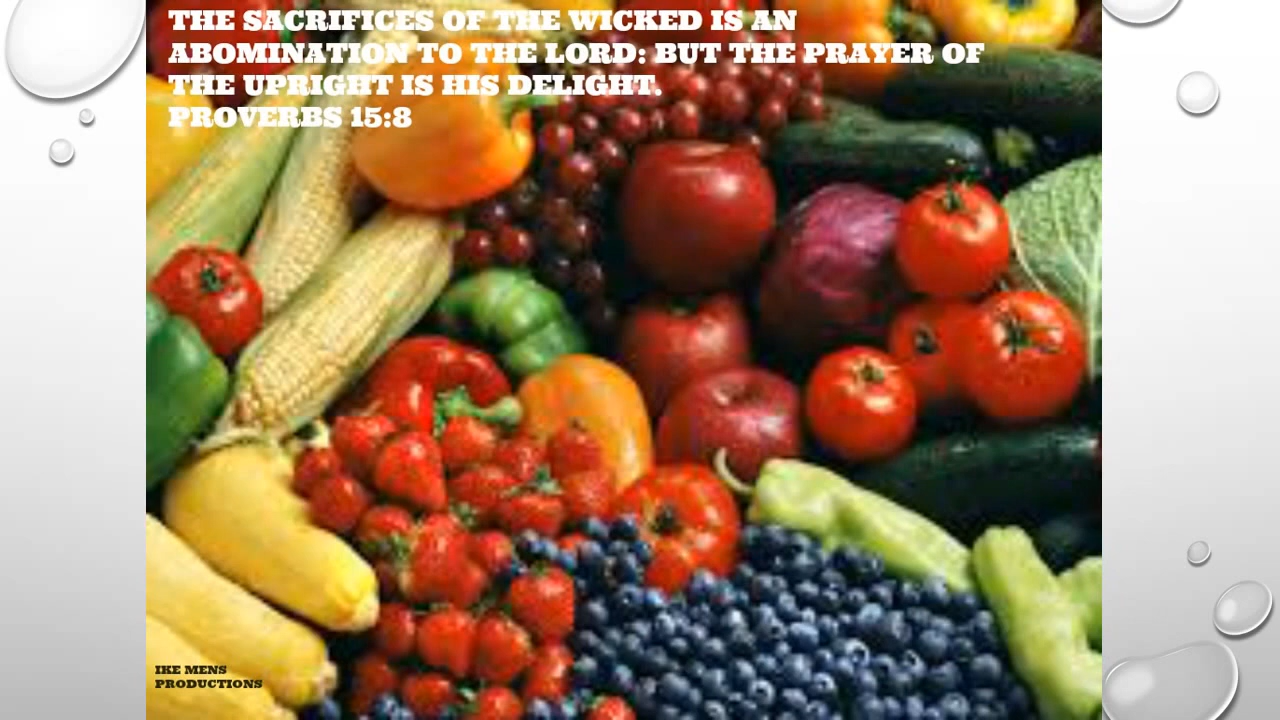 THE SACRIFICES OF THE WICKED IS AN
ABOMINATION TO THE LORD: BUT THE PRAYER OF
THE UPRIGHT IS HIS DELIGHT.
PROVERBS 15:8
IKE MENS
PRODUCTIONS